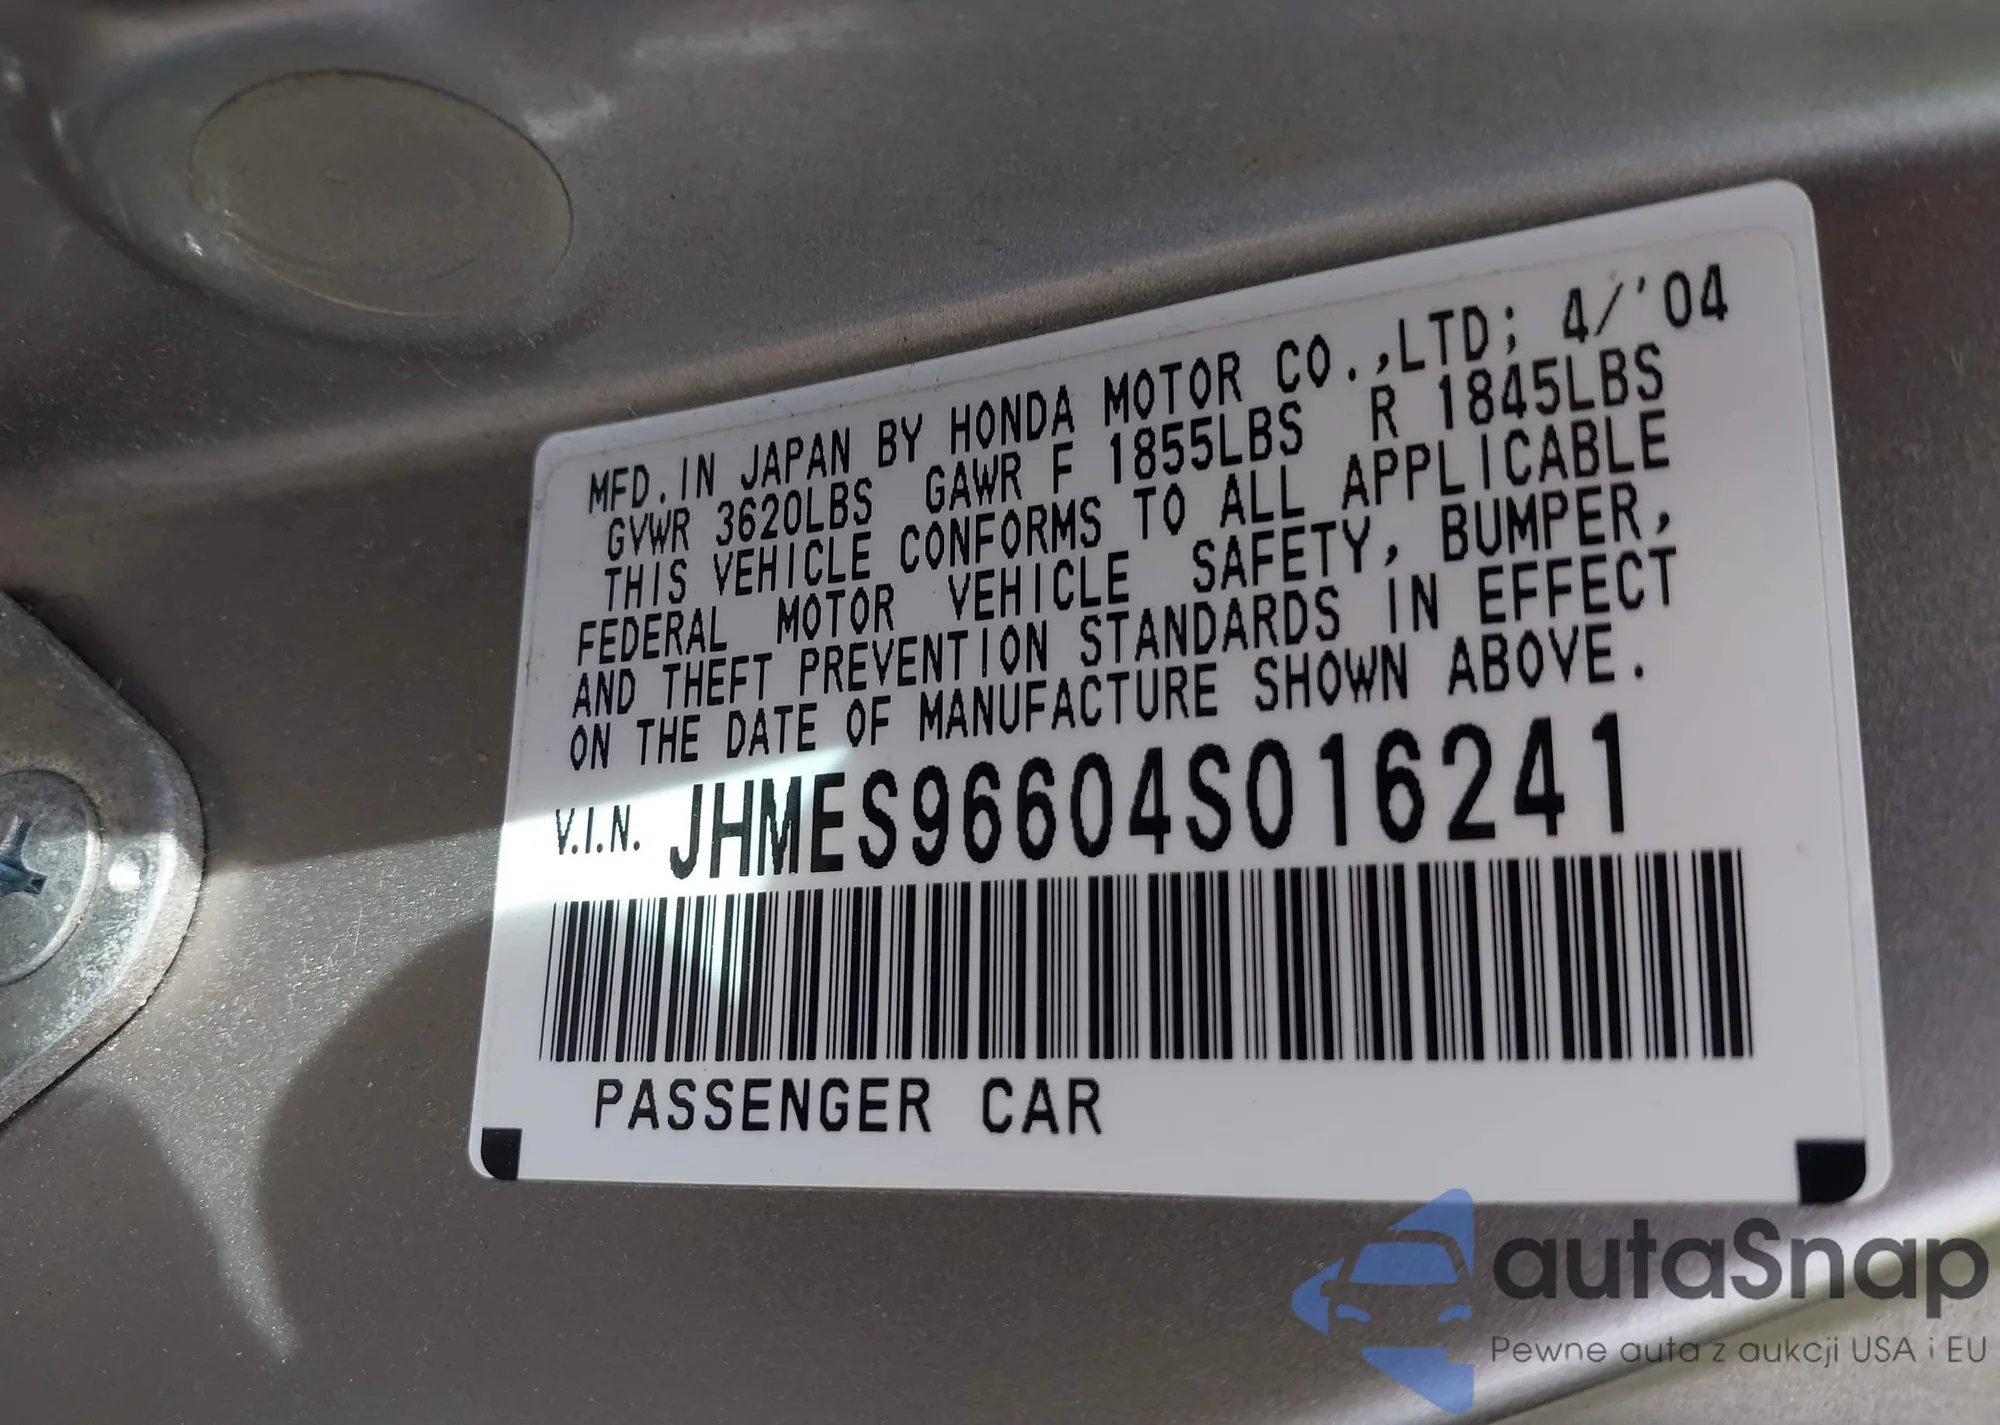 MFD.IN JAPAN BY HONDA MOTOR CO.,LTD; 4/'04
GVWR 3620LBS GAWR F 1855LBS R 1845LBS
THIS VEHICLE CONFORMS TO ALL APPLICABLE
FEDERAL MOTOR VEHICLE SAFETY, BUMPER,
AND THEFT PREVENTION STANDARDS IN EFFECT
ON THE DATE OF MANUFACTURE SHOWN ABOVE.
V.I.N. JHMES96604S016241
PASSENGER CAR
autaSnap
Pewne auta z aukcji USA i EU